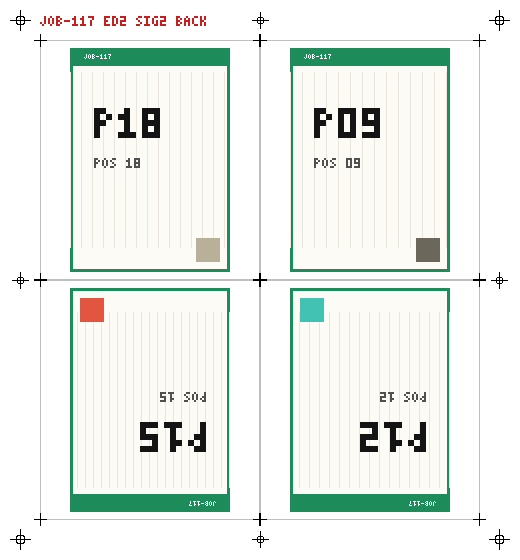 JOB-117 ED2 SIG2 BACK
JOB-117
P18
POS 18
JOB-117
P09
POS 09
POS 15
P15
JOB-117
POS 12
P12
JOB-117